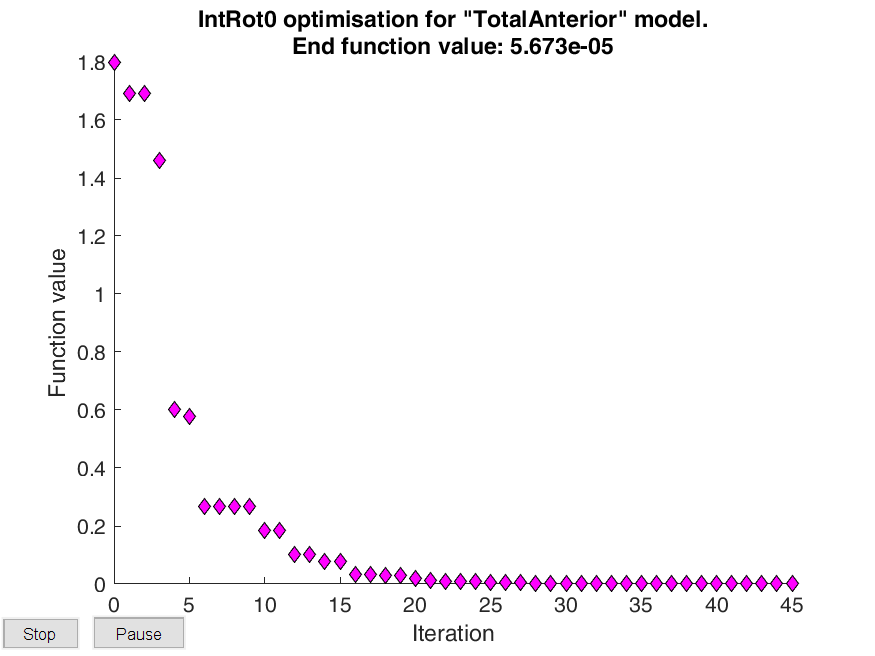 IntRot0 optimisation for "TotalAnterior" model.
End function value: 5.673e-05
1.8
1.6
1.4
1.2
1
0.8
0.6
0.4
0.2
0
Function value
0 5 10 15 20 25 30 35 40 45
Iteration
Stop Pause